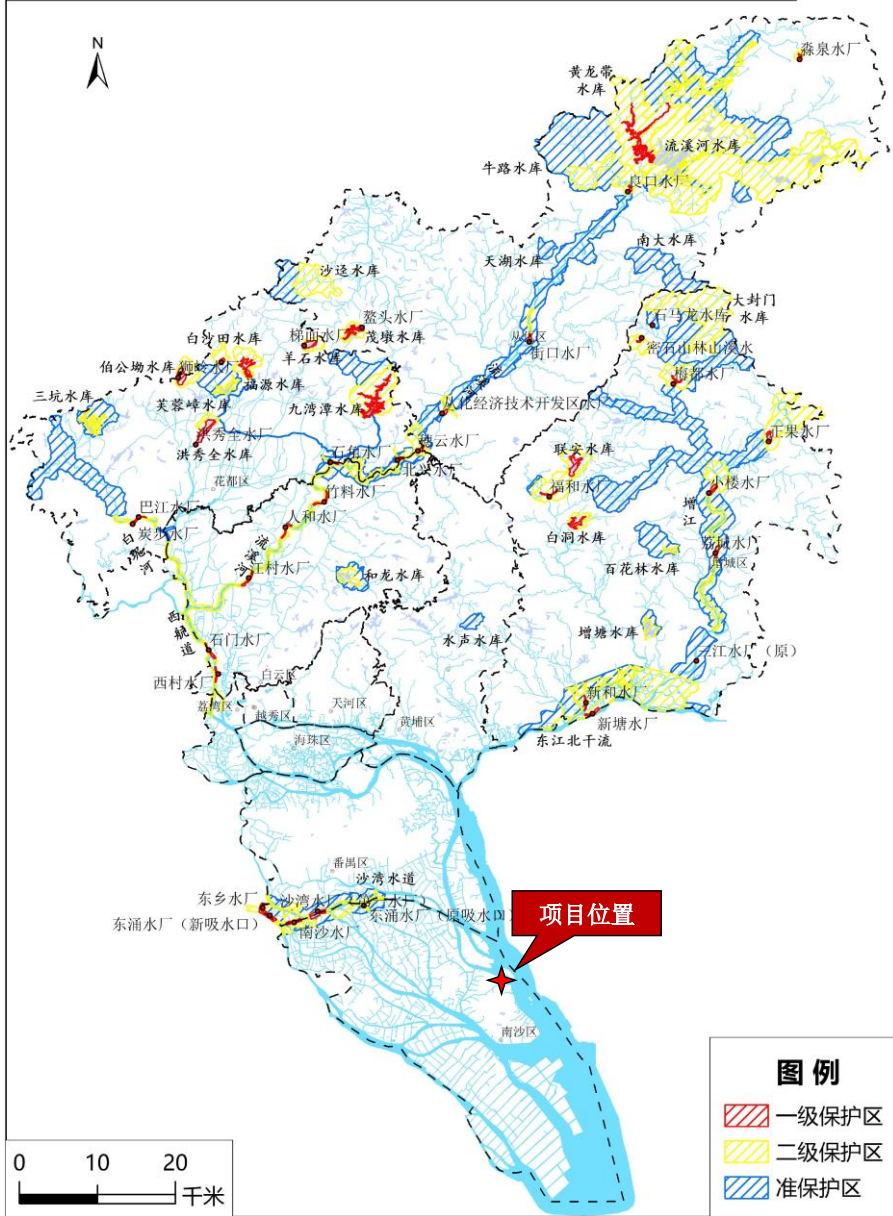 N
淼泉水厂
黄龙带
水库
流溪河水库
牛路水库
良口水厂
南大水库
天湖水库
沙迳水库
大封门
水库
石马龙水库
鳌头水厂
茂墩水库
梯面水厂
羊石水库
白沙田水库
伯公坳水库
狮岭水厂
福源水库
芙蓉嶂水库
从化区
街口水厂
密石山林山溪水
梅都水厂
三坑水库
九湾潭水库
从化经济技术开发区水厂
洪秀全水厂
洪秀全水库
正果水厂
穗云水厂
石角水厂
北兴水厂
联安水库
福和水厂
小楼水厂
增江
花都区
竹料水厂
巴江水厂
炭步水厂
人和水厂
流溪河
白洞水库
荔城水厂
增城区
白坭河
江村水厂
和龙水库
百花林水库
西航道
石门水厂
水声水库
增塘水库
三江水厂（原）
西村水厂
白云区
荔湾区
越秀区
天河区
黄埔区
海珠区
新和水厂
新塘水厂
东江北干流
番禺区
沙湾水道
东乡水厂
沙湾水厂
东涌水厂（新吸水口）
南沙水厂
东涌水厂（原吸水口）
项目位置
南沙区
图例
一级保护区
二级保护区
准保护区
0 10 20
千米